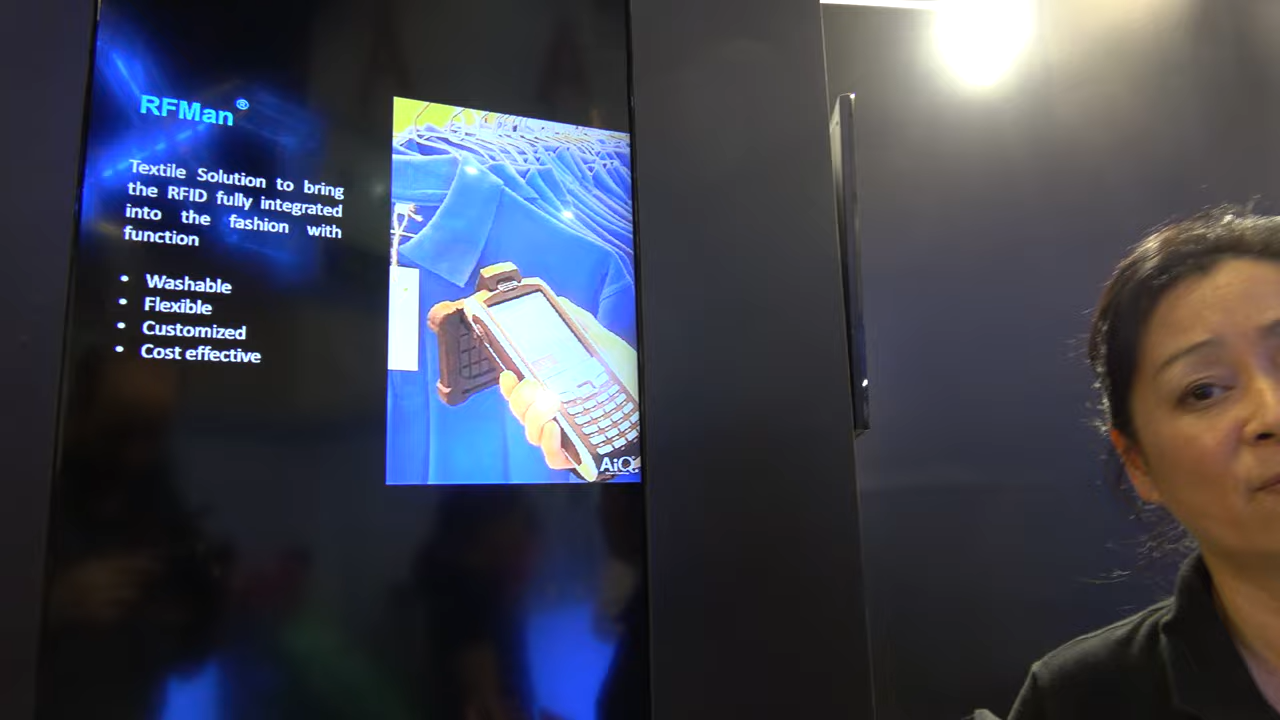 RFMan®
Textile Solution to bring
the RFID fully integrated
into the fashion with
function
• Washable
• Flexible
• Customized
• Cost effective
AiQ